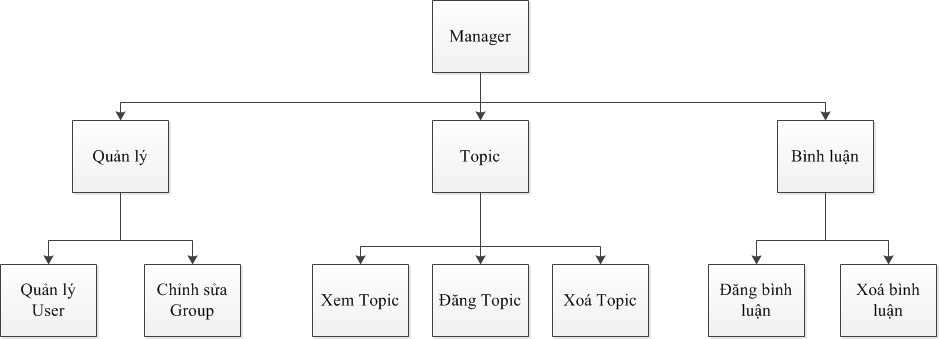 Manager
Quản lý
Topic
Bình luận
Quản lý
User
Chỉnh sửa
Group
Xem Topic
Đăng Topic
Xoá Topic
Đăng bình
luận
Xoá bình
luận